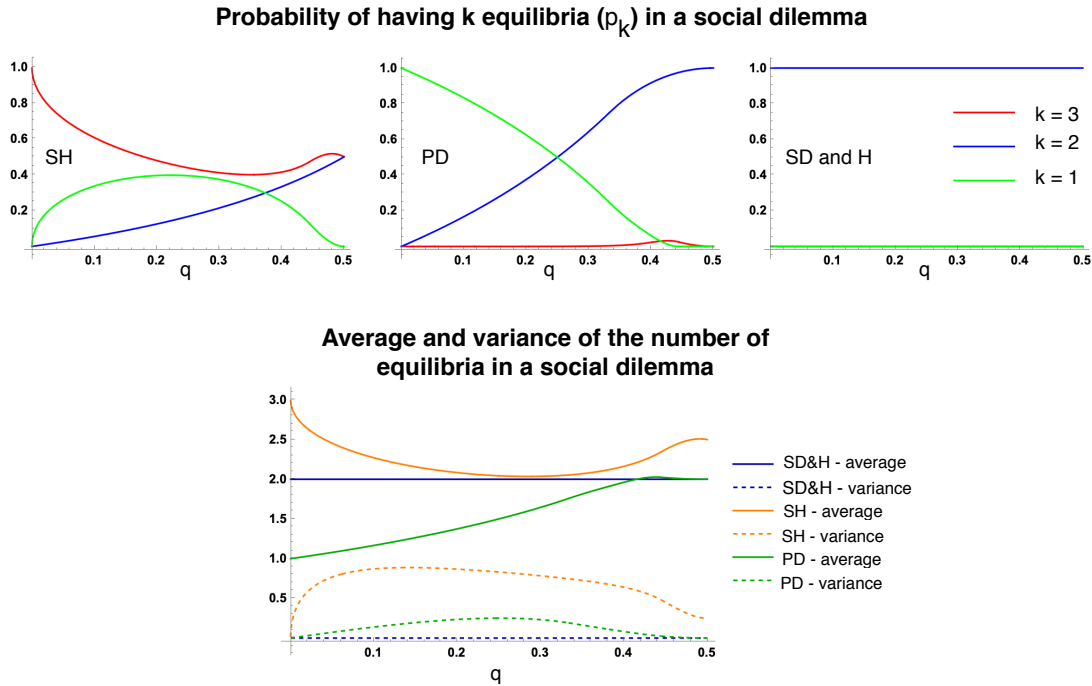 Probability of having k equilibria (pk) in a social dilemma
1.0
0.8
0.6
0.4
0.2
SH
0.1 0.2 0.3 0.4 0.5
q
1.0
0.8
0.6
0.4
0.2
PD
0.1 0.2 0.3 0.4 0.5
q
1.0
0.8
0.6
0.4
0.2
SD and H
k = 3
k = 2
k = 1
0.1 0.2 0.3 0.4 0.5
q
Average and variance of the number of
equilibria in a social dilemma
3.0
2.5
2.0
1.5
1.0
0.5
0.1 0.2 0.3 0.4 0.5
q
SD&H - average
SD&H - variance
SH - average
SH - variance
PD - average
PD - variance